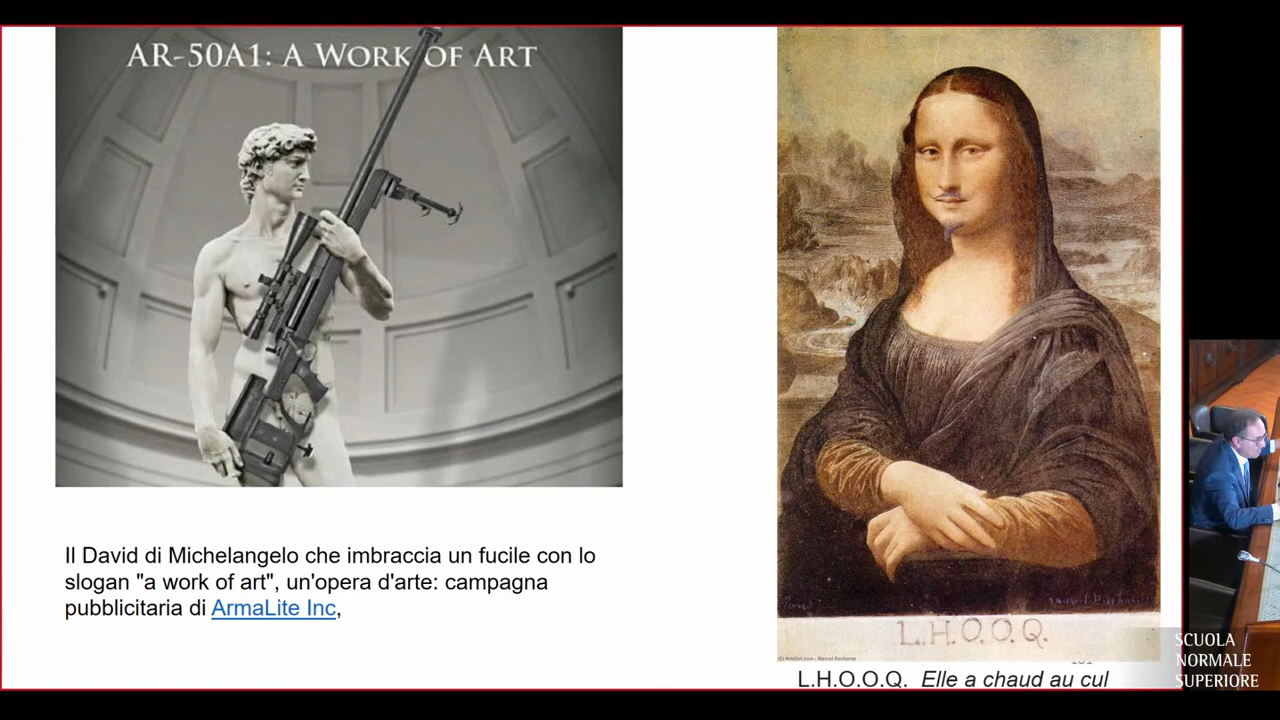 AR-50A1: A WORK OF ART
Il David di Michelangelo che imbraccia un fucile con lo
slogan "a work of art", un'opera d'arte: campagna
pubblicitaria di ArmaLite Inc,
L.H.O.O.Q.
L.H.O.O.Q. Elle a chaud au cul
SCUOLA
NORMALE
SUPERIORE